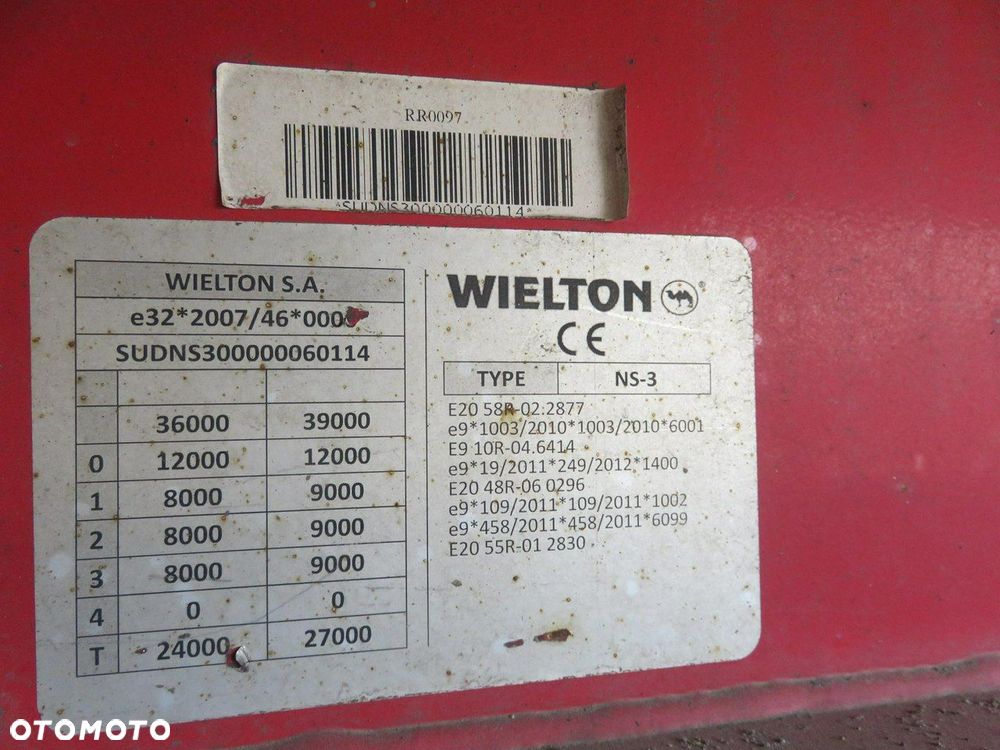 RR0097
*SUDNS300000060114*
WIELTON S.A.
e32*2007/46*000
SUDNS300000060114
36000 39000
0 12000 12000
1 8000 9000
2 8000 9000
3 8000 9000
4 0 0
T 24000 27000
WIELTON ®
CE
TYPE NS-3
E20 58R-02.2877
e9*1003/2010*1003/2010*6001
E9 10R-04.6414
e9*19/2011*249/2012*1400
E20 48R-06 0296
e9*109/2011*109/2011*1002
e9*458/2011*458/2011*6099
E20 55R-01 2830
OTOMOTO